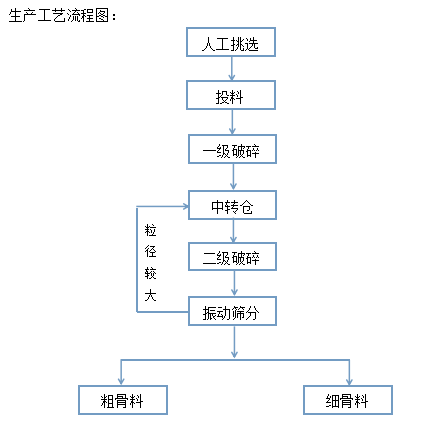 生产工艺流程图：
人工挑选
投料
一级破碎
中转仓
粒径较大
二级破碎
振动筛分
粗骨料
细骨料